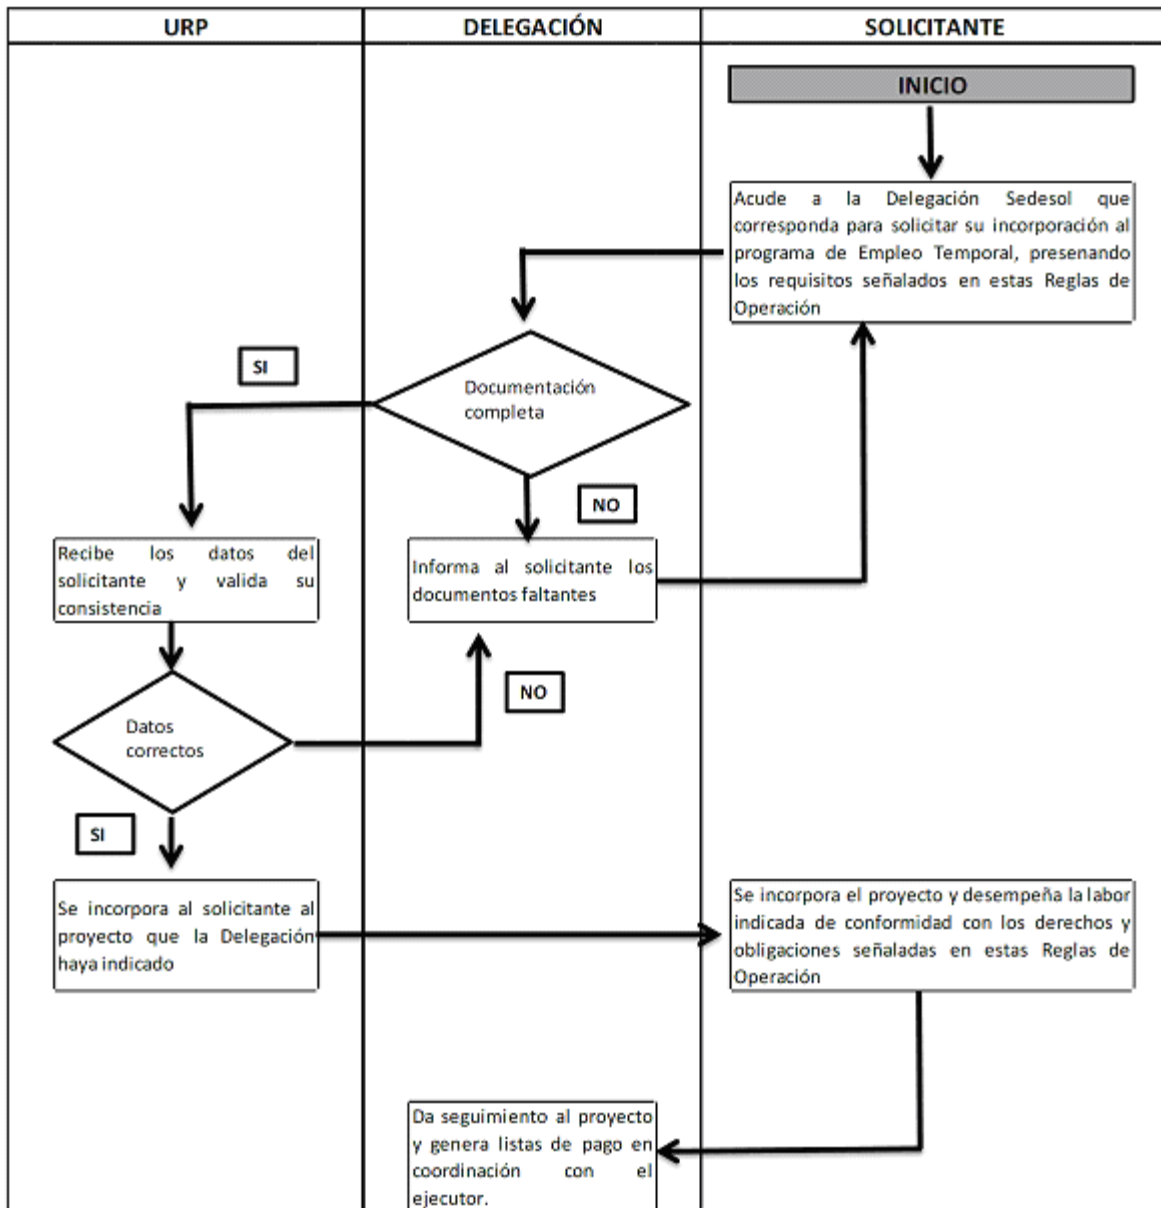 URP
DELEGACIÓN
SOLICITANTE
INICIO
Acude a la Delegación Sedesol que
corresponda para solicitar su incorporación al
programa de Empleo Temporal, presenando
los requisitos señalados en estas Reglas de
Operación
SI
Documentación
completa
NO
Recibe los datos del
solicitante y valida su
consistencia
Informa al solicitante los
documentos faltantes
NO
Datos
correctos
SI
Se incorpora al solicitante al
proyecto que la Delegación
haya indicado
Se incorpora el proyecto y desempeña la labor
indicada de conformidad con los derechos y
obligaciones señaladas en estas Reglas de
Operación
Da seguimiento al proyecto
y genera listas de pago en
coordinación con el
ejecutor.